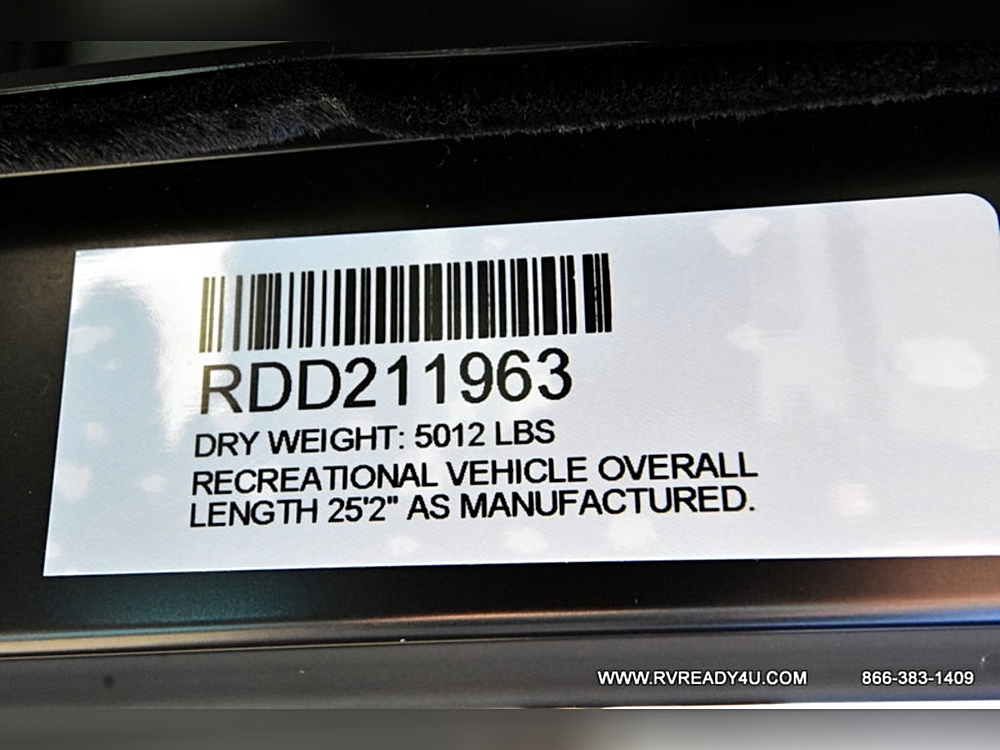 RDD211963
DRY WEIGHT: 5012 LBS
RECREATIONAL VEHICLE OVERALL
LENGTH 25'2" AS MANUFACTURED.
WWW.RVREADY4U.COM 866-383-1409